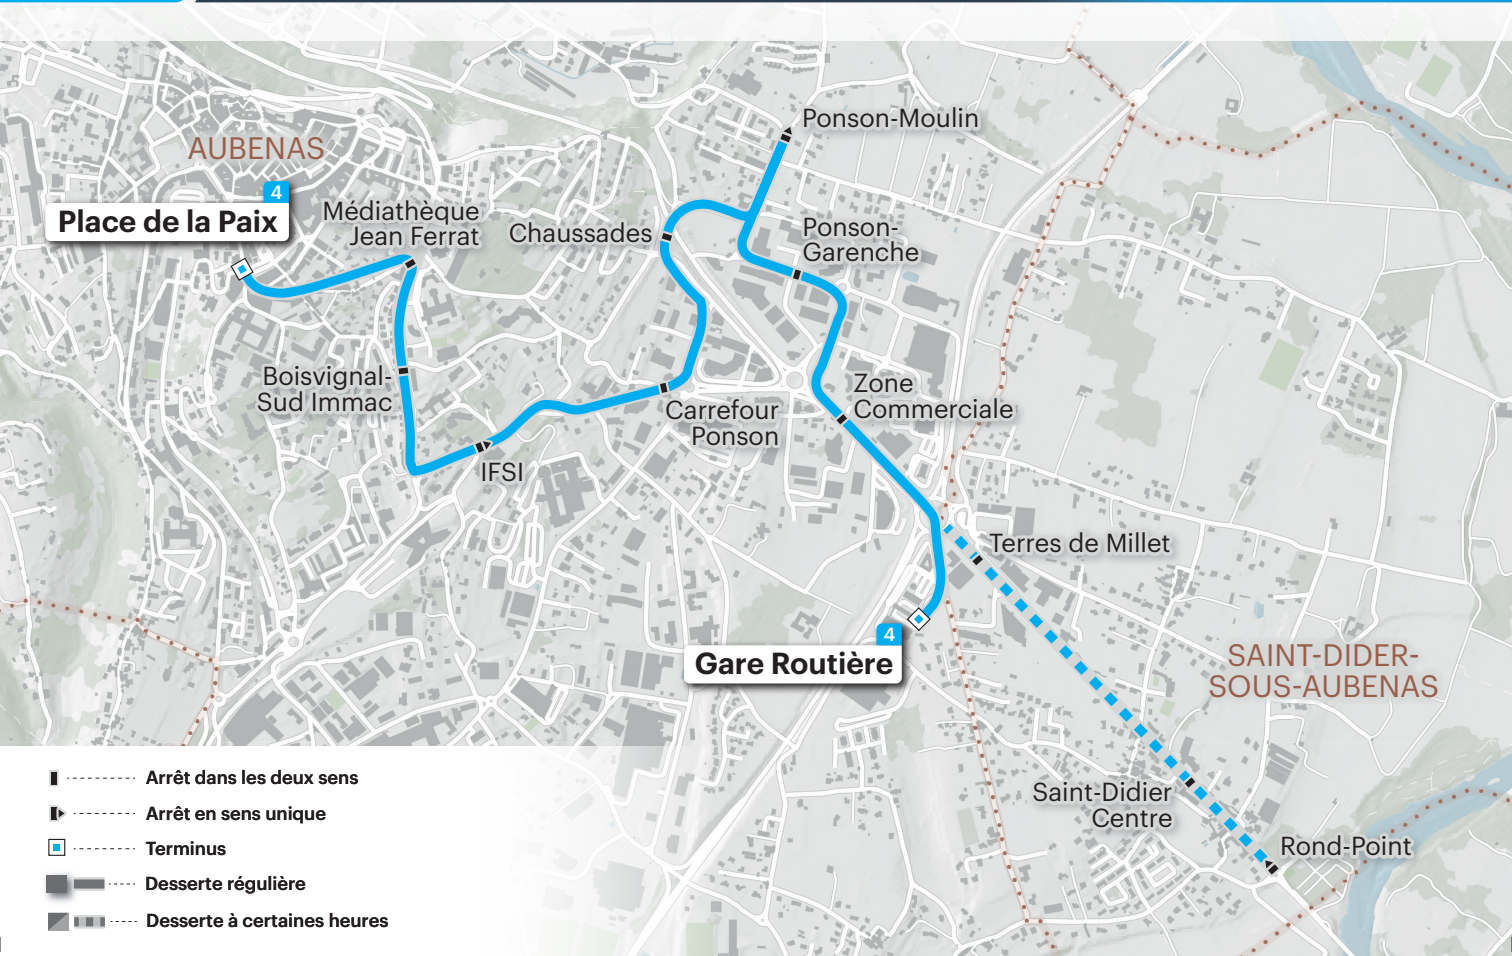 Ponson-Moulin
AUBENAS
4
Place de la Paix
Médiathèque
Jean Ferrat
Chaussades
Ponson-
Garenche
Boisvignal-
Sud Immac
Zone
Commerciale
Carrefour
Ponson
IFSI
Terres de Millet
4
Gare Routière
SAINT-DIDER-
SOUS-AUBENAS
Saint-Didier
Centre
Rond-Point
Arrêt dans les deux sens
Arrêt en sens unique
Terminus
Desserte régulière
Desserte à certaines heures